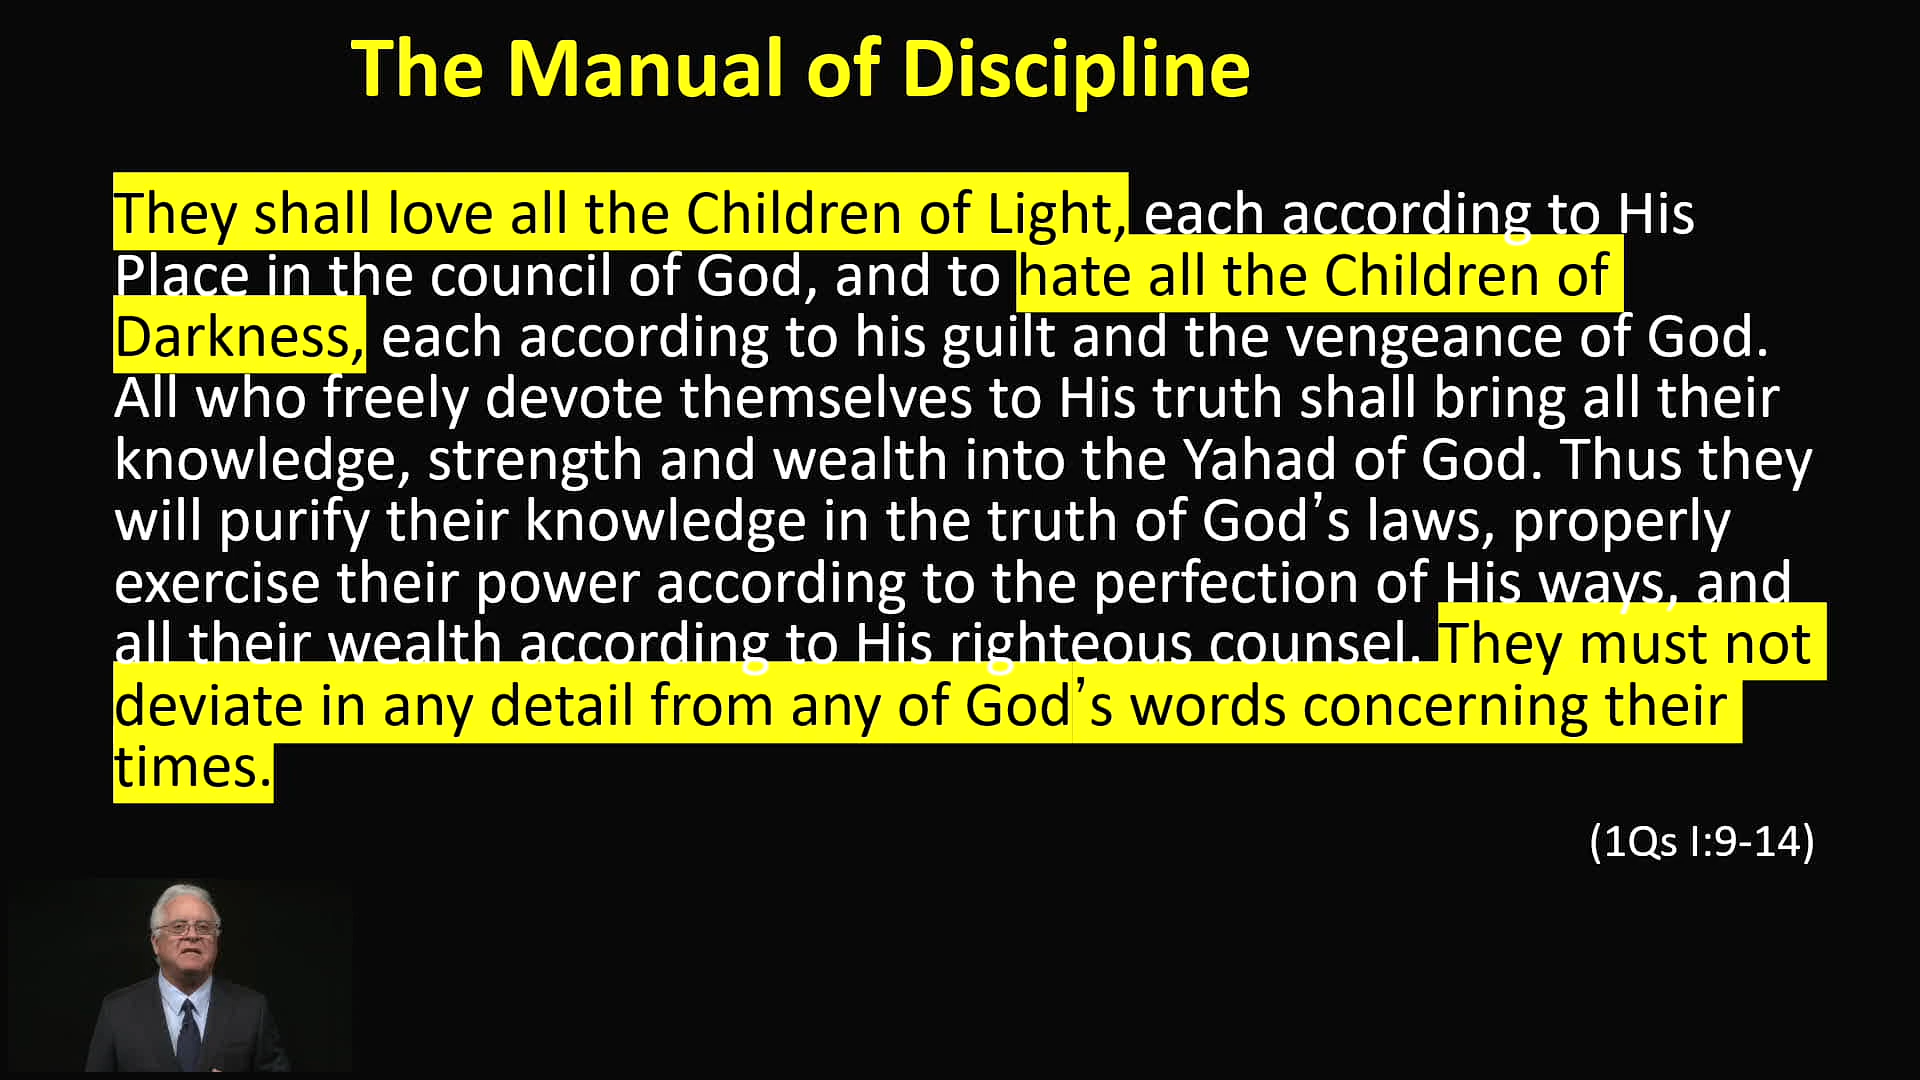 The Manual of Discipline
They shall love all the Children of Light, each according to His
Place in the council of God, and to hate all the Children of
Darkness, each according to his guilt and the vengeance of God.
All who freely devote themselves to His truth shall bring all their
knowledge, strength and wealth into the Yahad of God. Thus they
will purify their knowledge in the truth of God’s laws, properly
exercise their power according to the perfection of His ways, and
all their wealth according to His righteous counsel. They must not
deviate in any detail from any of God’s words concerning their
times.
(1Qs I:9-14)